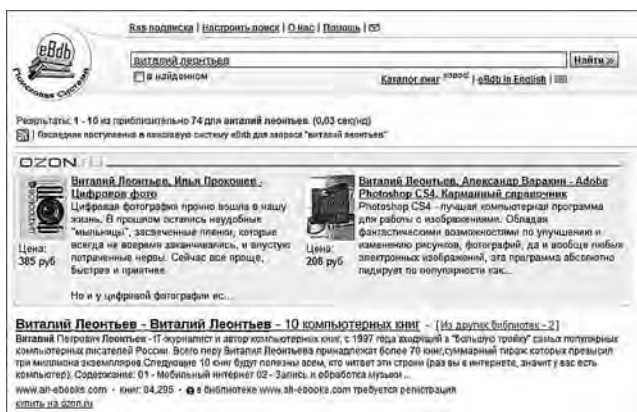 Rss подписка | Настроить поиск | О нас | Помощь |
eBdb
Поисковая Система
виталий леонтьев
Найти »
в найденном
Каталог книг | eBdb in English |
Результаты: 1 - 10 из приблизительно 74 для виталий леонтьев. (0,03 секунд)
| Последние поступления в поисковую систему eBdb для запроса "виталий леонтьев"
OZON.RU
Виталий Леонтьев, Илья Прокошев -
Цифровое фото
Цифровая фотография прочно вошла в нашу
жизнь. В прошлом остались неудобные
"мыльницы", засвеченные пленки, которые
всегда не вовремя заканчивались, и впустую
потраченные нервы. Сейчас все проще,
быстрее и приятнее.
Но и у цифровой фотографии ис...
Цена:
385 руб
Виталий Леонтьев, Александр Варакин - Adobe
Photoshop CS4. Карманный справочник
Photoshop CS4 - лучшая компьютерная программа
для работы с изображениями. Обладая
фантастическими возможностями по улучшению и
изменению рисунков, фотографий, да и вообще любых
электронных изображений, эта программа абсолютно
лидирует по популярности как...
Цена:
208 руб
Виталий Леонтьев - Виталий Леонтьев - 10 компьютерных книг - [Из других библиотек - 2]
Виталий Петрович Леонтьев - IT-журналист и автор компьютерных книг, с 1997 года входящий в "большую тройку" самых популярных
компьютерных писателей России. Всего перу Виталия Леонтьева принадлежат более 70 книг,суммарный тираж которых превысил
три миллиона экземпляров.Следующие 10 книг будут полезны всем, кто читает эти строки (раз вы в интернете, значит у вас есть
компьютер). Содержание: 01 - Мобильный интернет 02 - Запись и обработка музыки ...
www.all-ebooks.com - книг: 84,295 - в библиотеке www.all-ebooks.com требуется регистрация
купить на ozon.ru